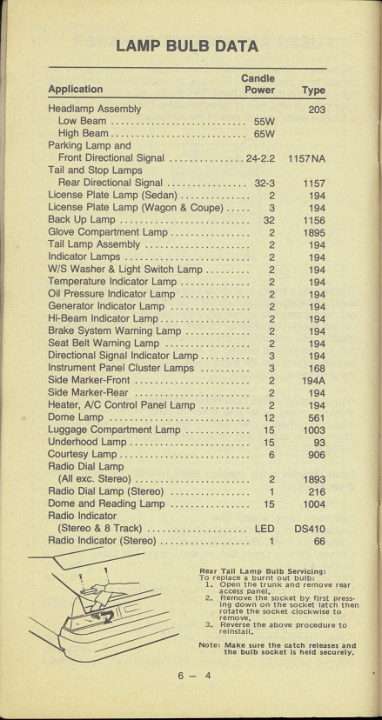 LAMP BULB DATA
Candle
Application Power Type
Headlamp Assembly 203
Low Beam ........................... 55W
High Beam ........................... 65W
Parking Lamp and
Front Directional Signal .............. 24-2.2 1157NA
Tail and Stop Lamps
Rear Directional Signal ............... 32-3 1157
License Plate Lamp (Sedan) ............. 2 194
License Plate Lamp (Wagon & Coupe) ..... 3 194
Back Up Lamp ......................... 32 1156
Glove Compartment Lamp ............... 2 1895
Tail Lamp Assembly .................... 2 194
Indicator Lamps ........................ 2 194
W/S Washer & Light Switch Lamp ......... 2 194
Temperature Indicator Lamp ............. 2 194
Oil Pressure Indicator Lamp ............. 2 194
Generator Indicator Lamp ............... 2 194
Hi-Beam Indicator Lamp ................. 2 194
Brake System Warning Lamp ............. 2 194
Seat Belt Warning Lamp ................ 2 194
Directional Signal Indicator Lamp .......... 3 194
Instrument Panel Cluster Lamps .......... 3 168
Side Marker-Front ...................... 2 194A
Side Marker-Rear ....................... 2 194
Heater, A/C Control Panel Lamp .......... 2 194
Dome Lamp ........................... 12 561
Luggage Compartment Lamp ............. 15 1003
Underhood Lamp ........................ 15 93
Courtesy Lamp ......................... 6 906
Radio Dial Lamp
(All exc. Stereo) ....................... 2 1893
Radio Dial Lamp (Stereo) ................ 1 216
Dome and Reading Lamp ................ 15 1004
Radio Indicator
(Stereo & 8 Track) .................... LED DS410
Radio Indicator (Stereo) .................. 1 66
Rear Tail Lamp Bulb Servicing:
To replace a burnt out bulb:
1. Open the trunk and remove rear
access panel.
2. Remove the socket by first press-
ing down on the socket latch then
rotate the socket clockwise to
remove.
3. Reverse the above procedure to
reinstall.
Note: Make sure the catch releases and
the bulb socket is held securely.
6 - 4